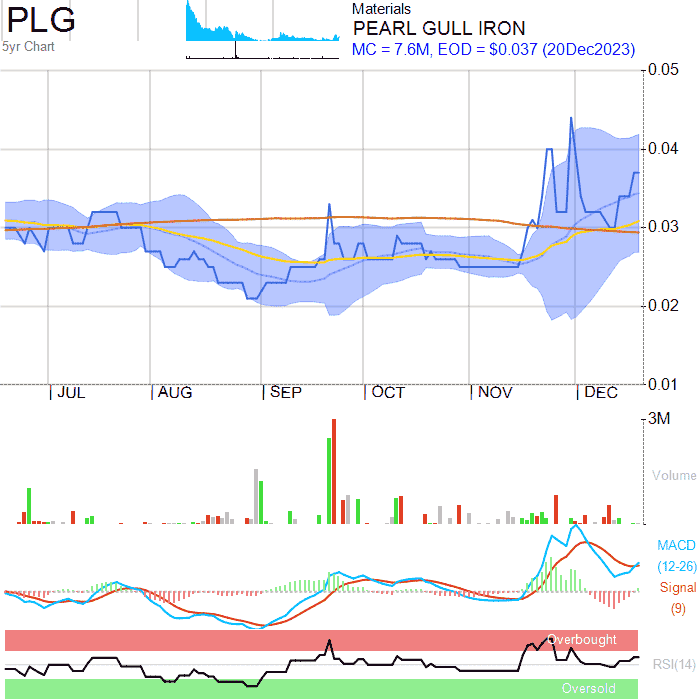 PLG
5yr Chart
Materials
PEARL GULL IRON
MC = 7.6M, EOD = $0.037 (20Dec2023)
0.05
0.04
0.03
0.02
0.01
JUL AUG SEP OCT NOV DEC
3M
Volume
MACD
(12-26)
Signal
(9)
Overbought
RSI(14)
Oversold